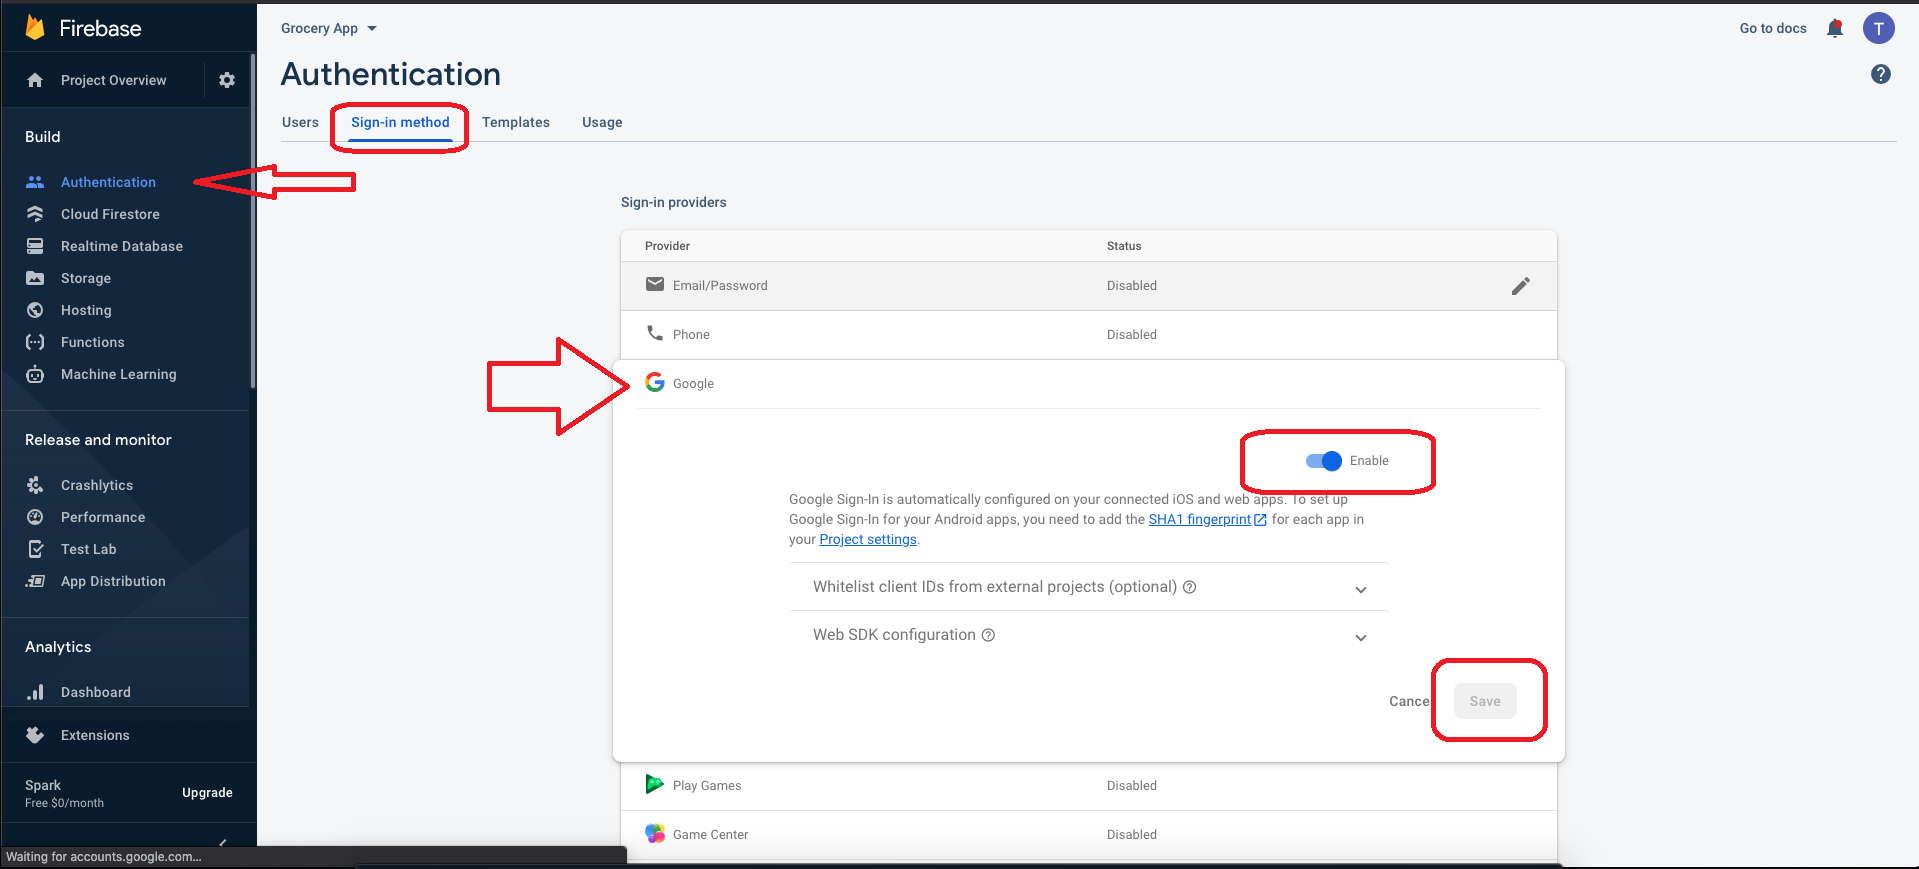 Firebase
Project Overview
Build
Authentication
Cloud Firestore
Realtime Database
Storage
Hosting
Functions
Machine Learning
Release and monitor
Crashlytics
Performance
Test Lab
App Distribution
Analytics
Dashboard
Extensions
Spark
Free $0/month
Upgrade
Waiting for accounts.google.com...
Grocery App
Go to docs
T
Authentication
Users Sign-in method Templates Usage
Sign-in providers
Provider Status
Email/Password Disabled
Phone Disabled
Google
Enable
Google Sign-In is automatically configured on your connected iOS and web apps. To set up
Google Sign-In for your Android apps, you need to add the SHA1 fingerprint for each app in
your Project settings.
Whitelist client IDs from external projects (optional)
Web SDK configuration
Cance Save
Play Games Disabled
Game Center Disabled